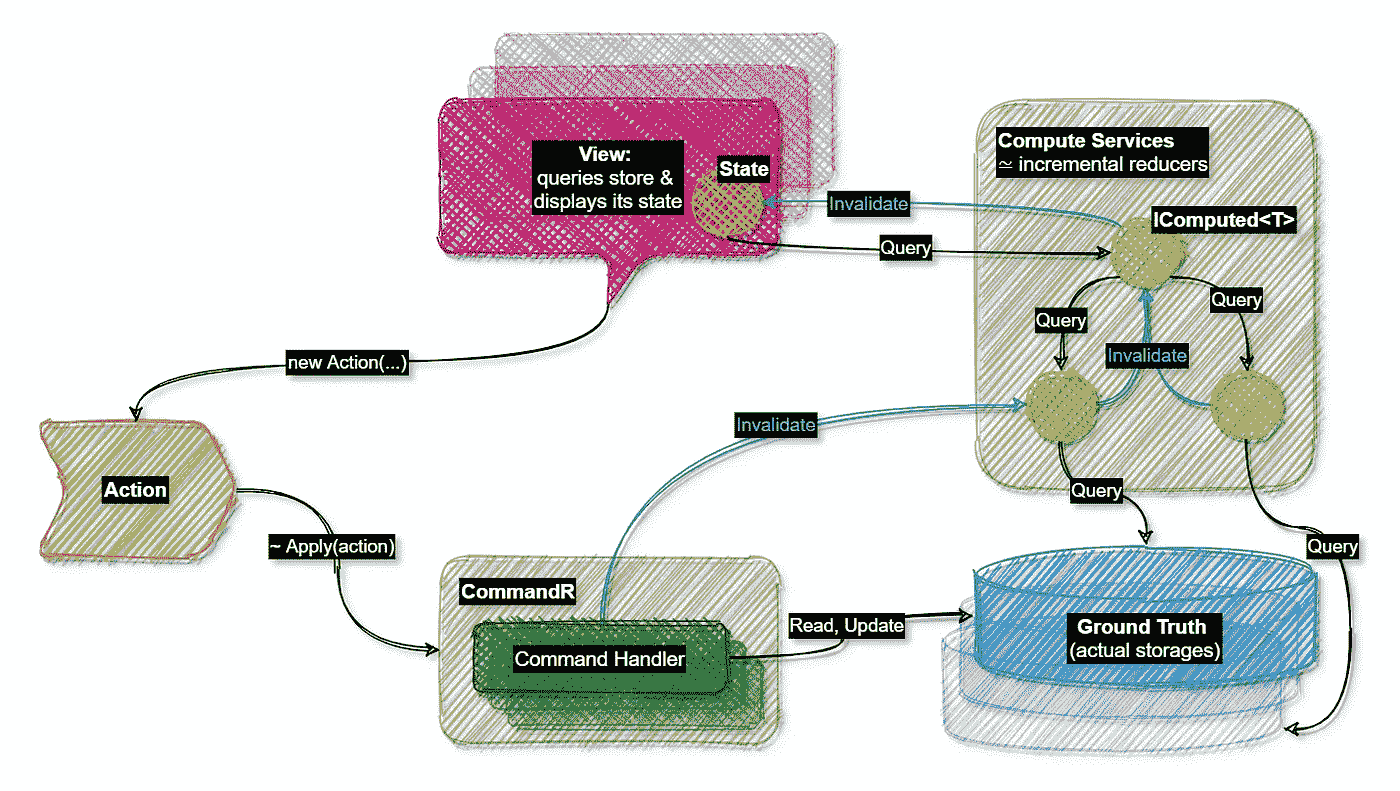 View:
queries store &
displays its state
State
Compute Services
≃ incremental reducers
Invalidate
IComputed<T>
Query
Query
Query
Invalidate
new Action(...)
Invalidate
Action
Query
~ Apply(action)
Query
CommandR
Command Handler
Read, Update
Ground Truth
(actual storages)